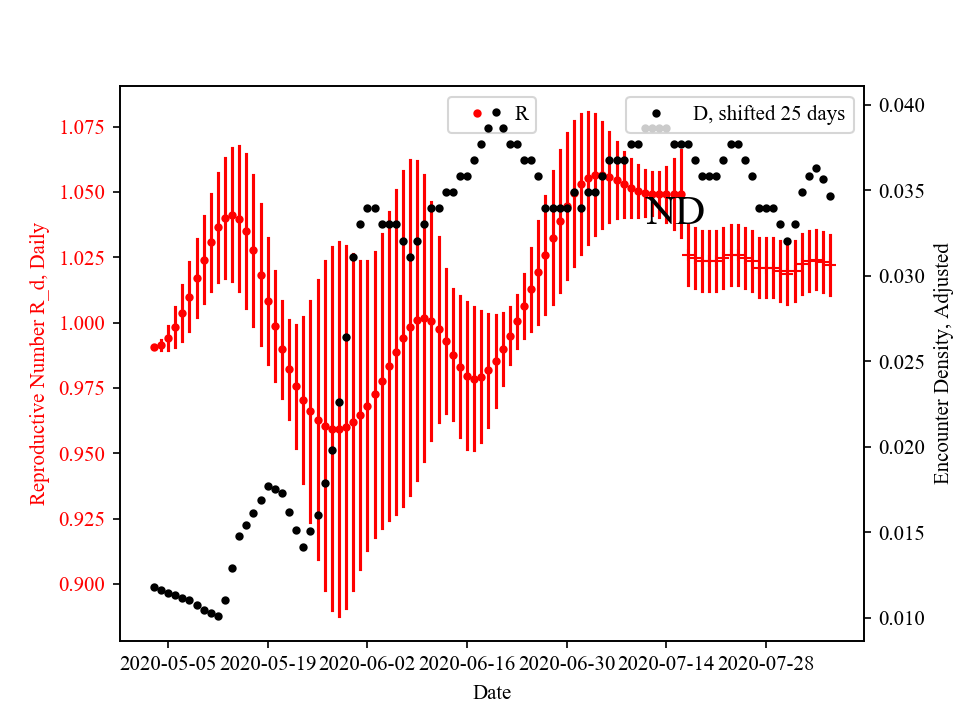 R
D, shifted 25 days
1.075
1.050
1.025
1.000
0.975
0.950
0.925
0.900
Reproductive Number R_d, Daily
ND
0.040
0.035
0.030
0.025
0.020
0.015
0.010
Encounter Density, Adjusted
2020-05-05 2020-05-19 2020-06-02 2020-06-16 2020-06-30 2020-07-14 2020-07-28
Date